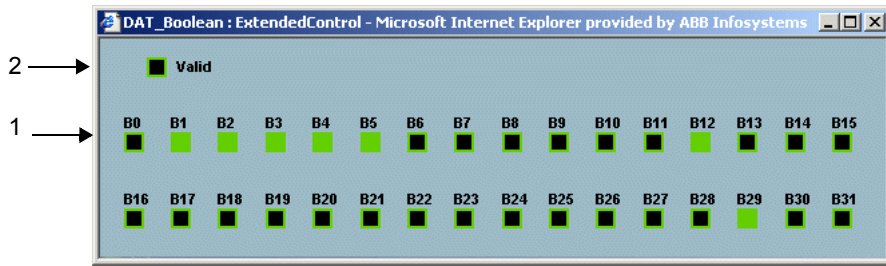 DAT_Boolean : ExtendedControl - Microsoft Internet Explorer provided by ABB Infosystems
2
Valid
1
B0 B1 B2 B3 B4 B5 B6 B7 B8 B9 B10 B11 B12 B13 B14 B15
B16 B17 B18 B19 B20 B21 B22 B23 B24 B25 B26 B27 B28 B29 B30 B31